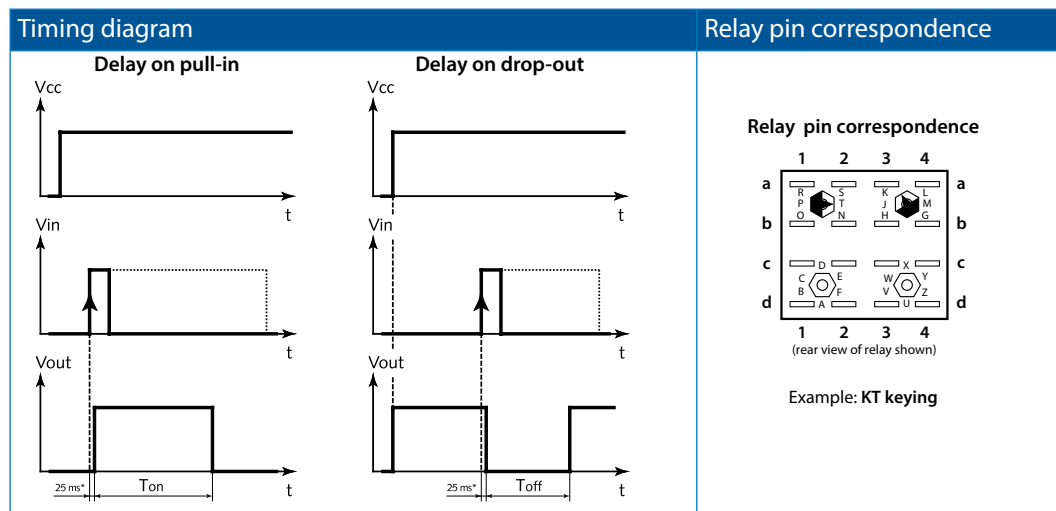 Timing diagram
Relay pin correspondence
Delay on pull-in
Delay on drop-out
Vcc
Vcc
t
t
Vin
Vin
t
t
Vout
Vout
25 ms*
Ton
t
25 ms*
Toff
t
Relay pin correspondence
1 2 3 4
a R S K L a
P T J M
b O N H G b
c D X c
C E W Y
B F V Z
d A U d
1 2 3 4
(rear view of relay shown)
Example: KT keying